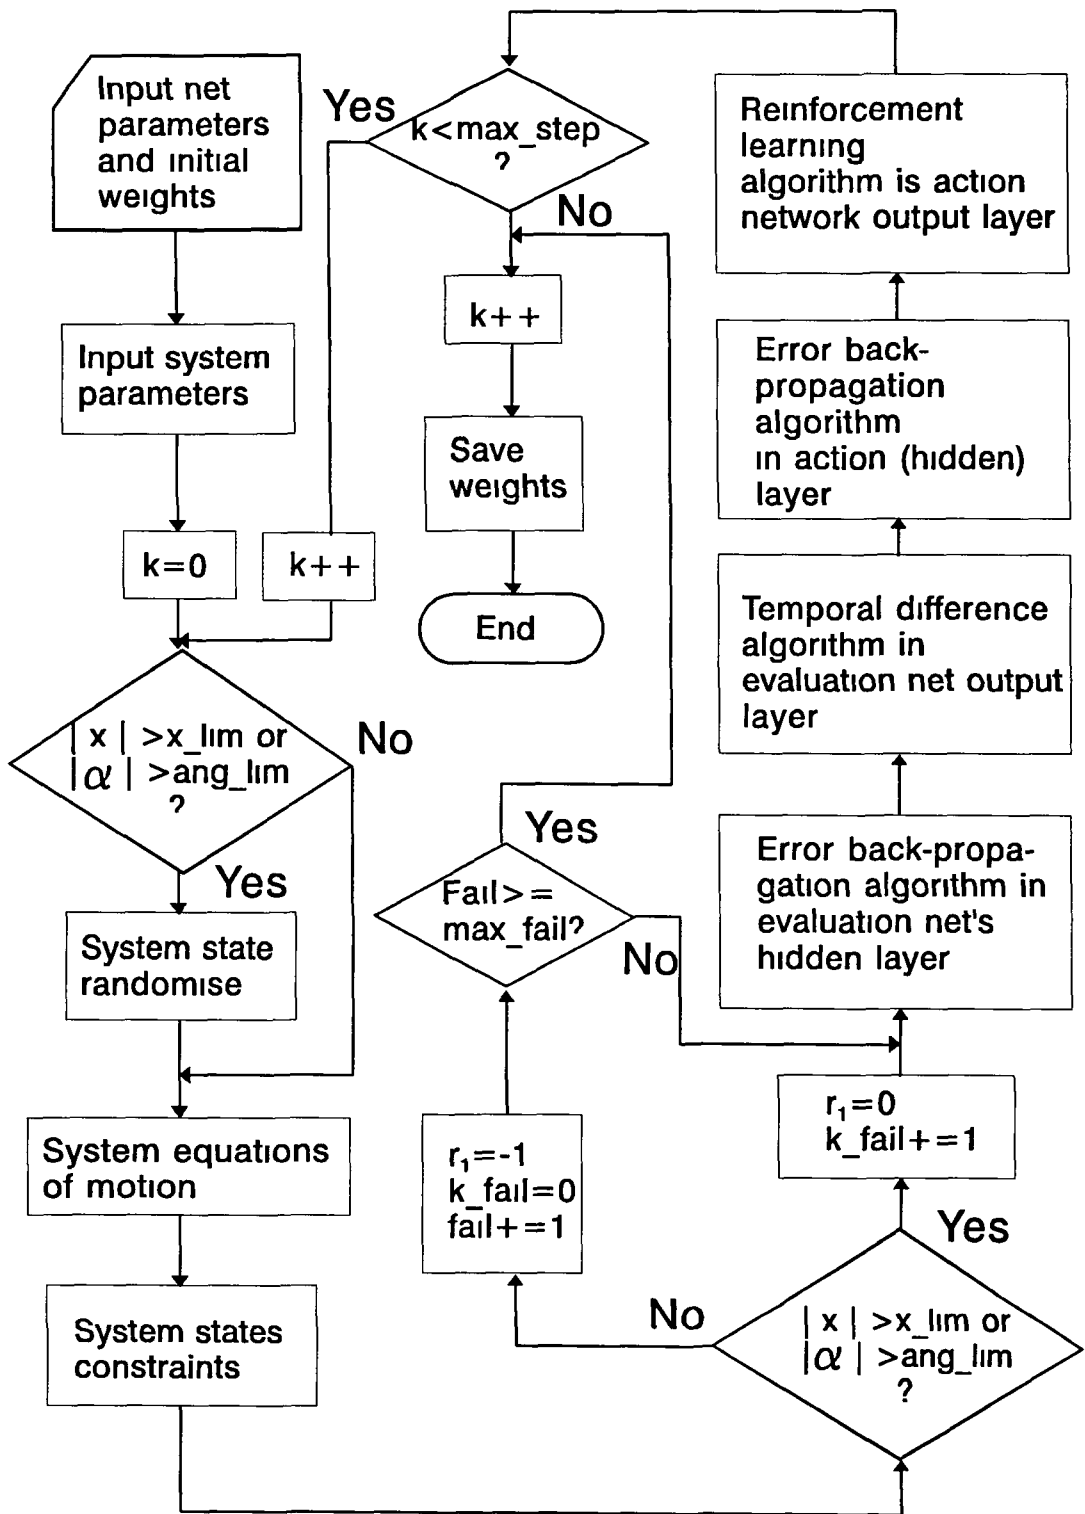 Input net
parameters
and initial
weights
Input system
parameters
k=0
k++
| x | >x_lim or
|α| >ang_lim
?
No
Yes
System state
randomise
System equations
of motion
System states
constraints
Yes
k<max_step
?
No
k++
Save
weights
End
Yes
Fail>=
max_fail?
No
r₁=-1
k_fail=0
fail+=1
No
Reinforcement
learning
algorithm is action
network output layer
Error back-
propagation
algorithm
in action (hidden)
layer
Temporal difference
algorithm in
evaluation net output
layer
Error back-propa-
gation algorithm in
evaluation net's
hidden layer
r₁=0
k_fail+=1
Yes
| x | >x_lim or
|α| >ang_lim
?